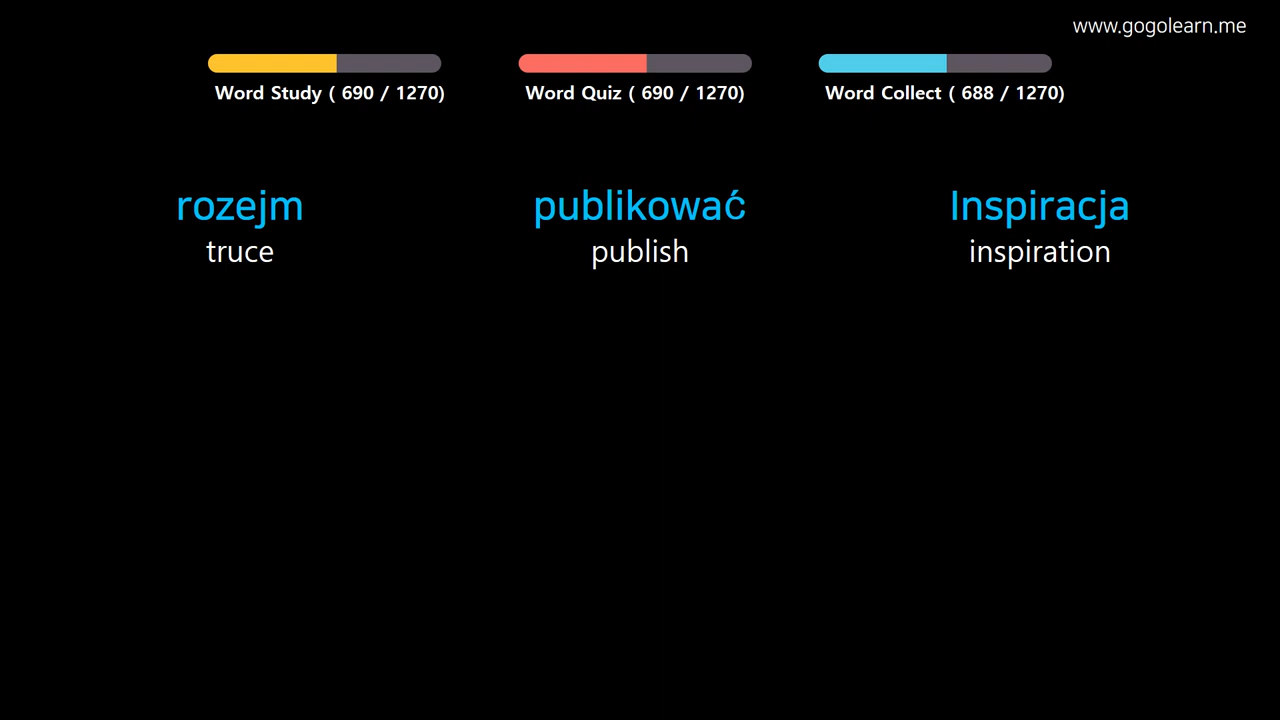 www.gogolearn.me
Word Study ( 690 / 1270)
Word Quiz ( 690 / 1270)
Word Collect ( 688 / 1270)
rozejm
truce
publikować
publish
Inspiracja
inspiration